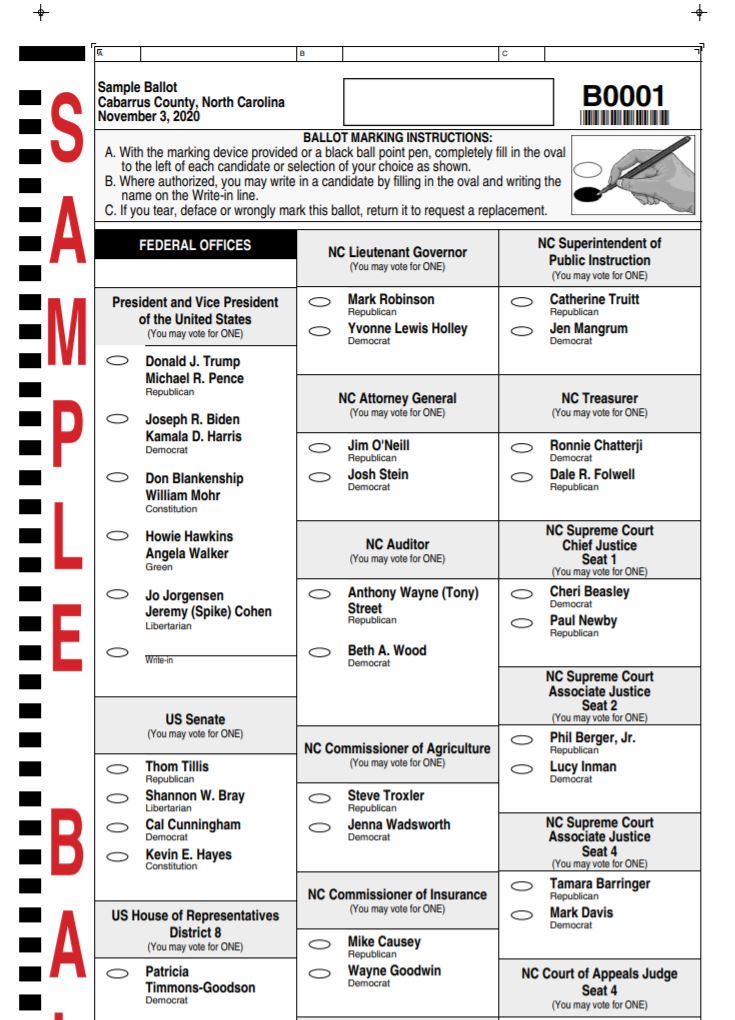 A
B
C
Sample Ballot
Cabarrus County, North Carolina
November 3, 2020
B0001
BALLOT MARKING INSTRUCTIONS:
A. With the marking device provided or a black ball point pen, completely fill in the oval
to the left of each candidate or selection of your choice as shown.
B. Where authorized, you may write in a candidate by filling in the oval and writing the
name on the Write-in line.
C. If you tear, deface or wrongly mark this ballot, return it to request a replacement.
SAMPLE BAL
FEDERAL OFFICES
President and Vice President
of the United States
(You may vote for ONE)
Donald J. Trump
Michael R. Pence
Republican
Joseph R. Biden
Kamala D. Harris
Democrat
Don Blankenship
William Mohr
Constitution
Howie Hawkins
Angela Walker
Green
Jo Jorgensen
Jeremy (Spike) Cohen
Libertarian
Write-in
US Senate
(You may vote for ONE)
Thom Tillis
Republican
Shannon W. Bray
Libertarian
Cal Cunningham
Democrat
Kevin E. Hayes
Constitution
US House of Representatives
District 8
(You may vote for ONE)
Patricia
Timmons-Goodson
Democrat
NC Lieutenant Governor
(You may vote for ONE)
Mark Robinson
Republican
Yvonne Lewis Holley
Democrat
NC Attorney General
(You may vote for ONE)
Jim O'Neill
Republican
Josh Stein
Democrat
NC Auditor
(You may vote for ONE)
Anthony Wayne (Tony)
Street
Republican
Beth A. Wood
Democrat
NC Commissioner of Agriculture
(You may vote for ONE)
Steve Troxler
Republican
Jenna Wadsworth
Democrat
NC Commissioner of Insurance
(You may vote for ONE)
Mike Causey
Republican
Wayne Goodwin
Democrat
NC Superintendent of
Public Instruction
(You may vote for ONE)
Catherine Truitt
Republican
Jen Mangrum
Democrat
NC Treasurer
(You may vote for ONE)
Ronnie Chatterji
Democrat
Dale R. Folwell
Republican
NC Supreme Court
Chief Justice
Seat 1
(You may vote for ONE)
Cheri Beasley
Democrat
Paul Newby
Republican
NC Supreme Court
Associate Justice
Seat 2
(You may vote for ONE)
Phil Berger, Jr.
Republican
Lucy Inman
Democrat
NC Supreme Court
Associate Justice
Seat 4
(You may vote for ONE)
Tamara Barringer
Republican
Mark Davis
Democrat
NC Court of Appeals Judge
Seat 4
(You may vote for ONE)